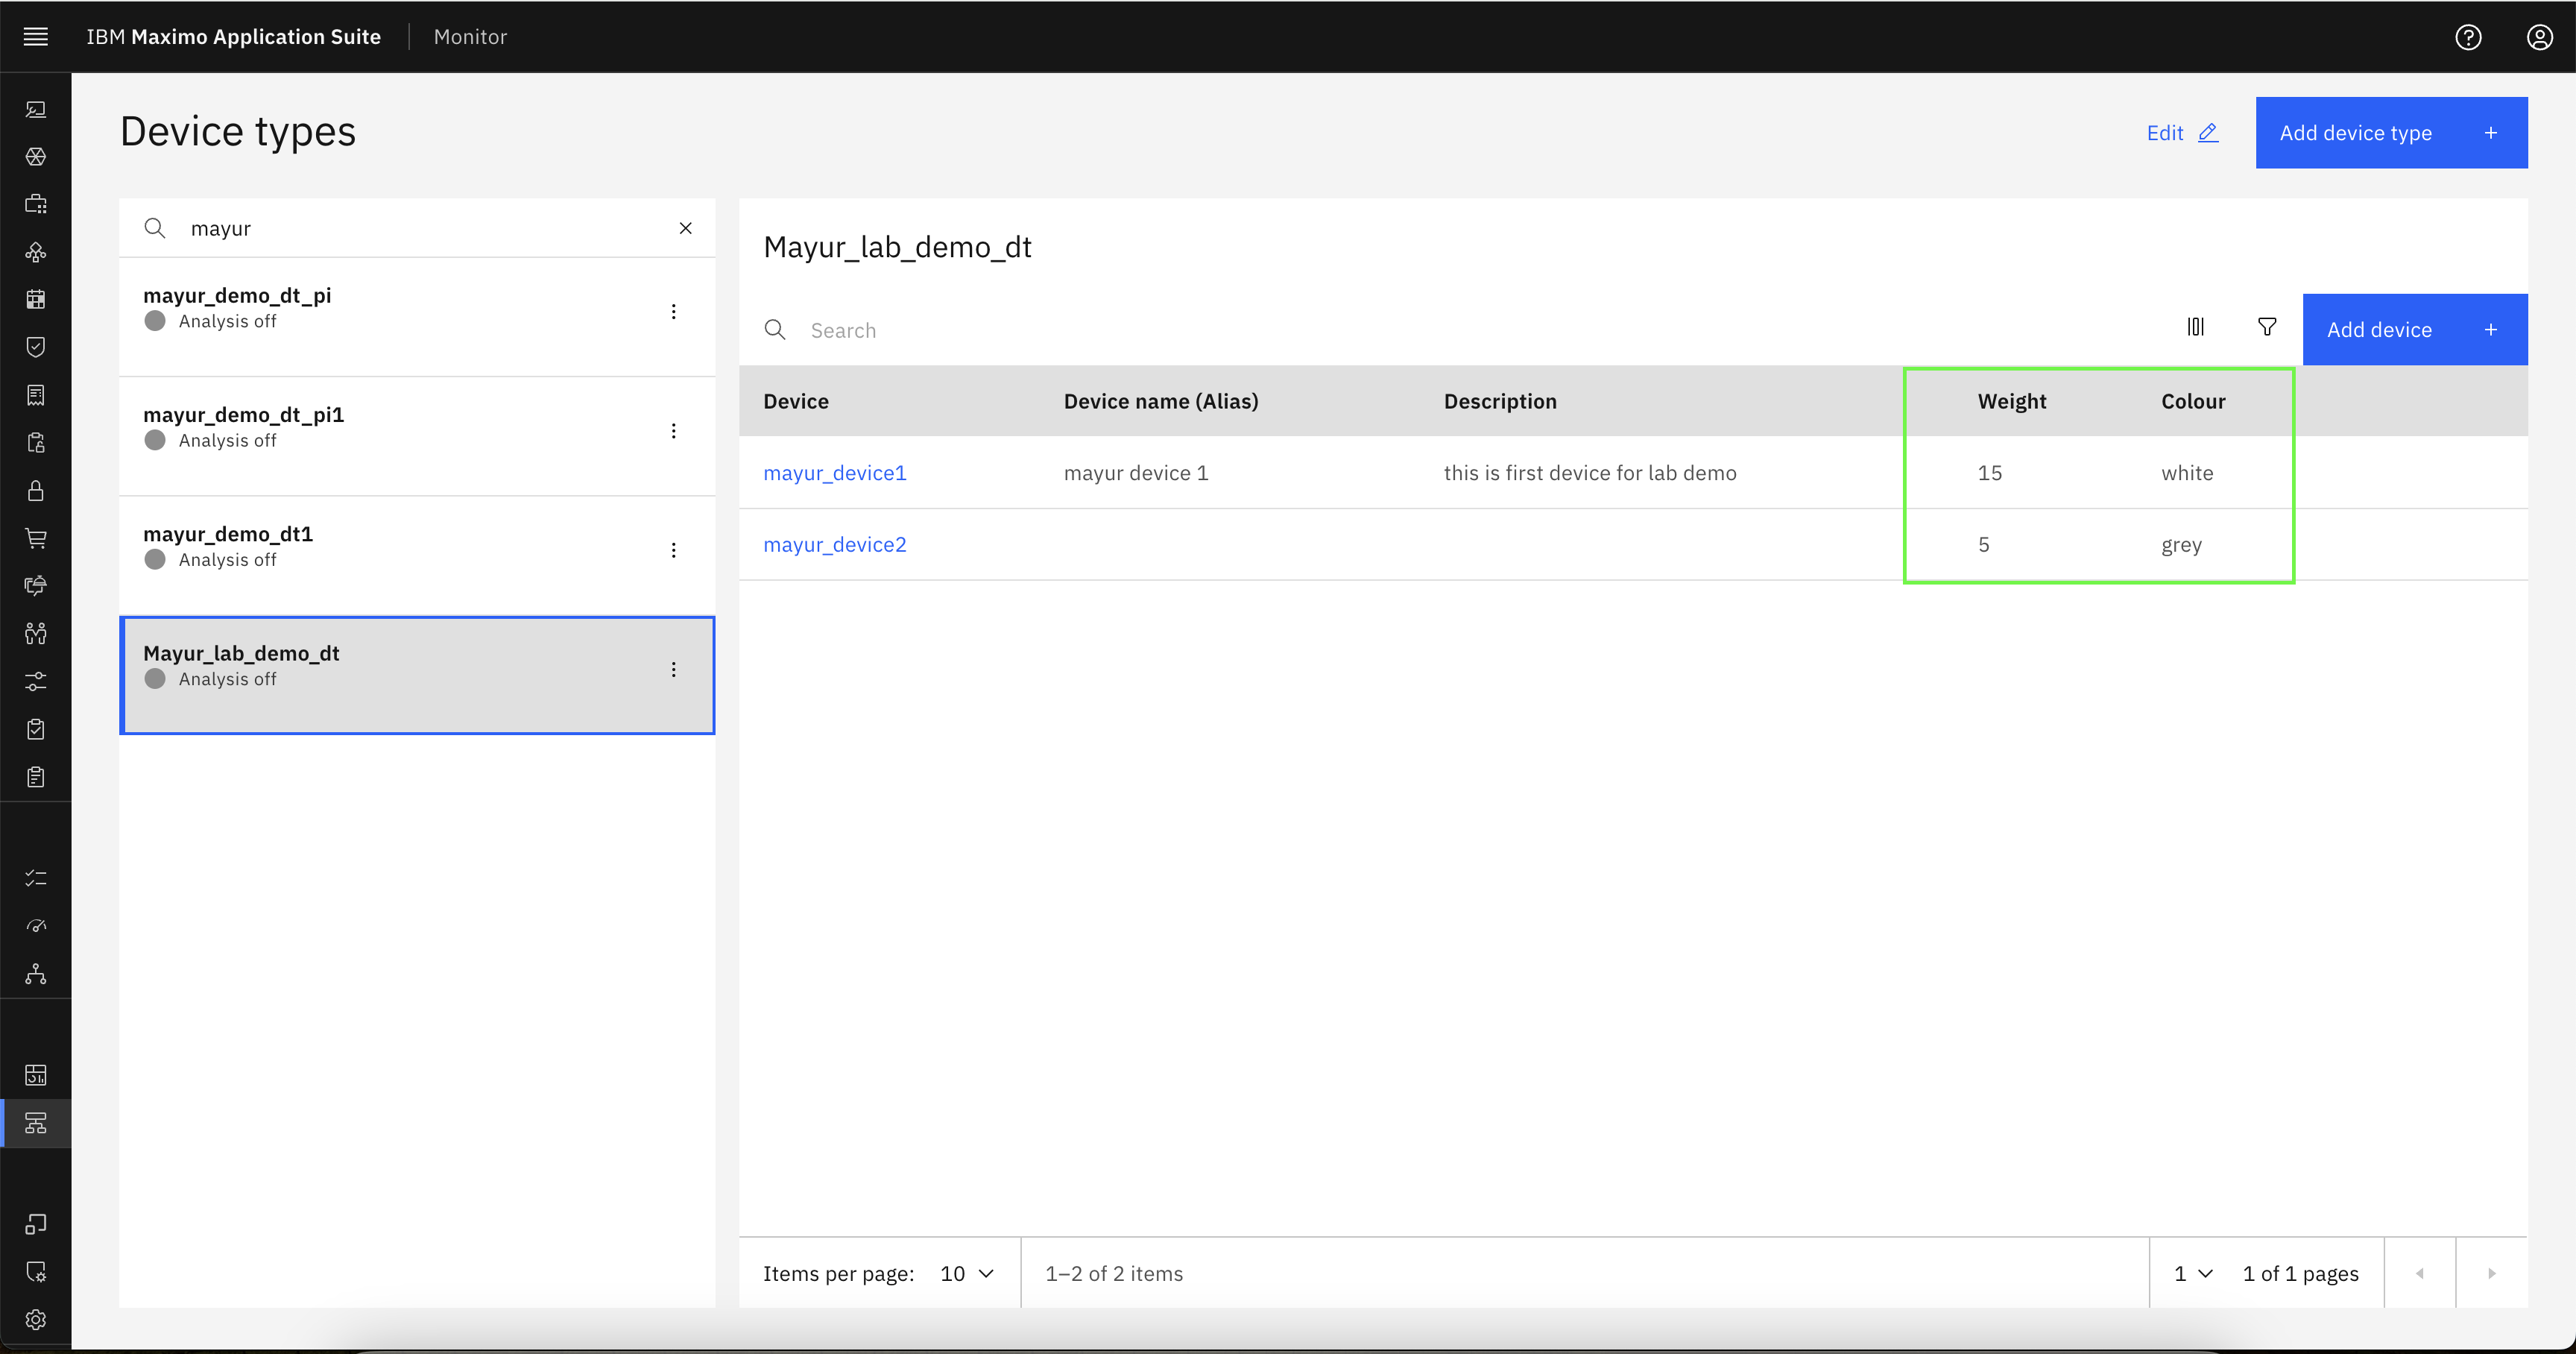 IBM Maximo Application Suite Monitor
Device types
Edit
Add device type +
mayur
mayur_demo_dt_pi
Analysis off
mayur_demo_dt_pi1
Analysis off
mayur_demo_dt1
Analysis off
Mayur_lab_demo_dt
Analysis off
Mayur_lab_demo_dt
Search
Add device +
Device Device name (Alias) Description Weight Colour
mayur_device1 mayur device 1 this is first device for lab demo 15 white
mayur_device2 5 grey
Items per page: 10 1–2 of 2 items 1 1 of 1 pages